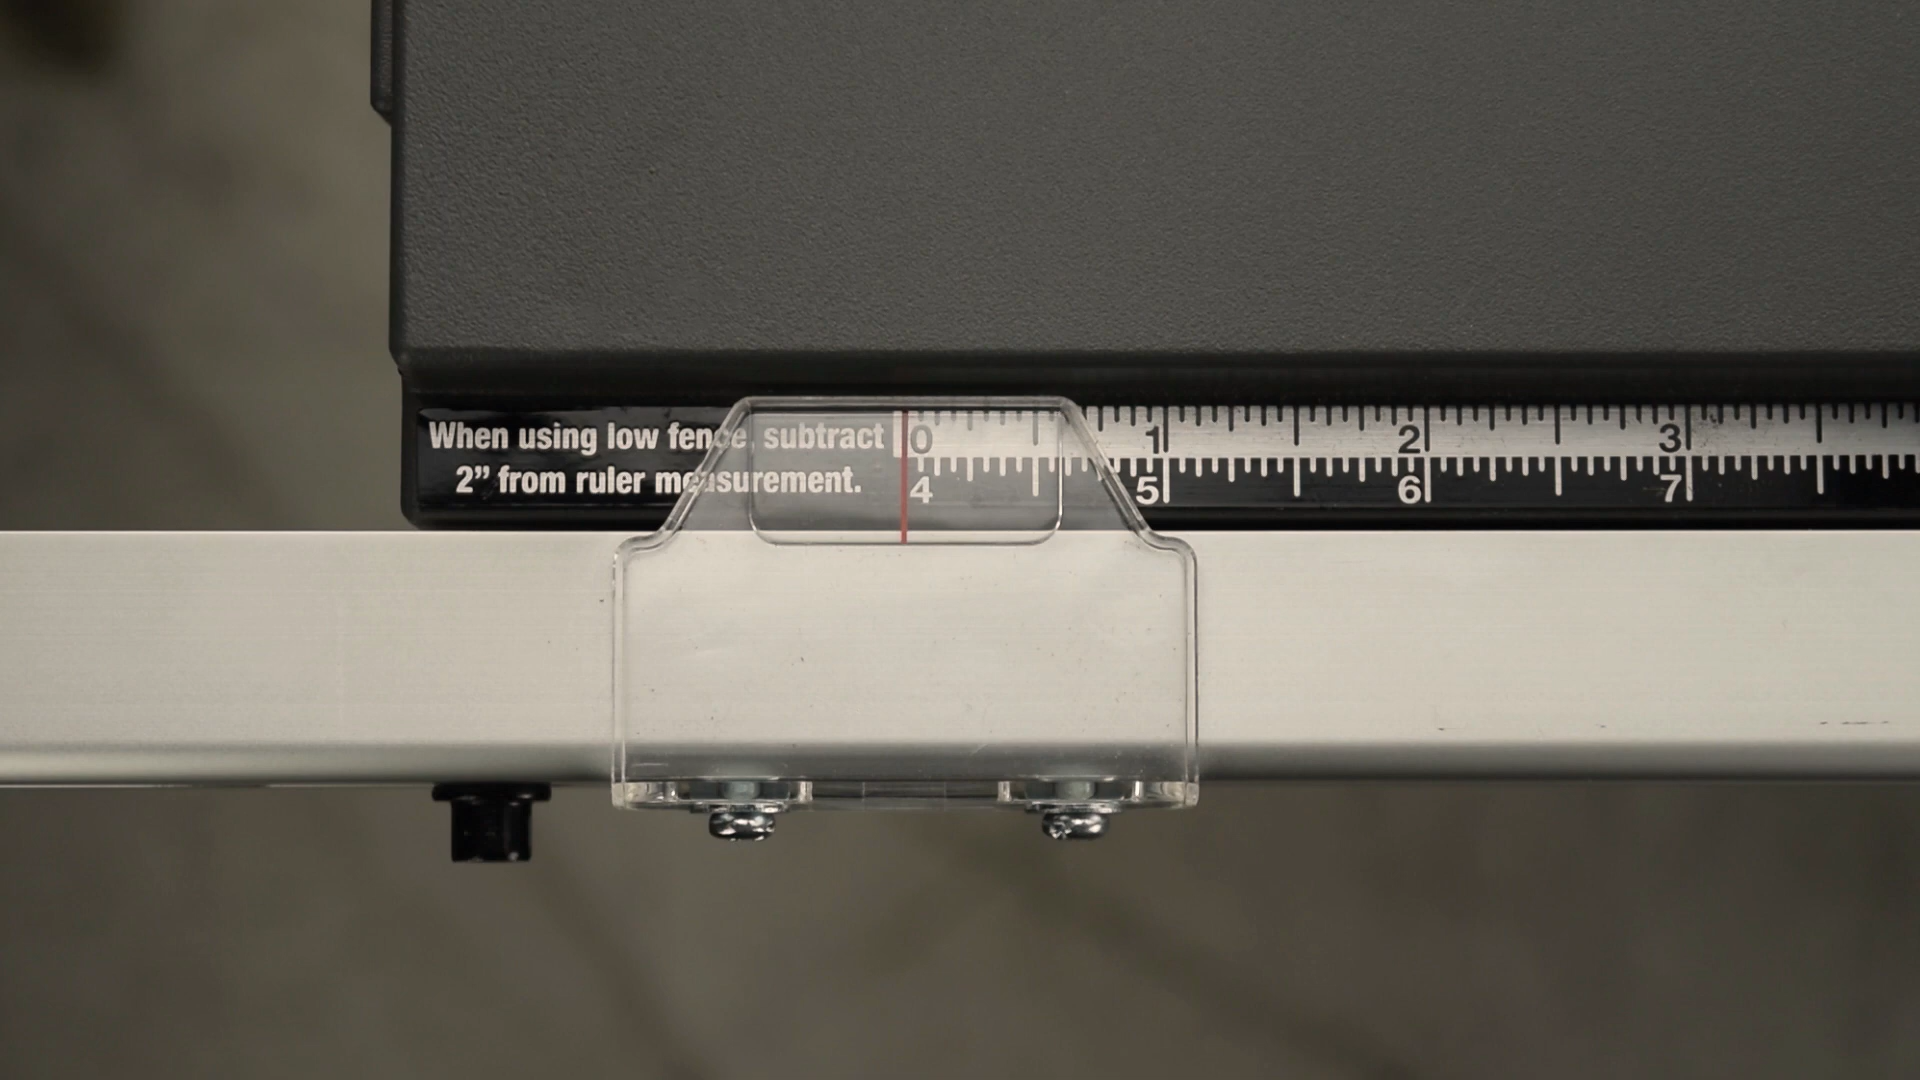 When using low fence, subtract
2” from ruler measurement.
0 1 2 3
4 5 6 7